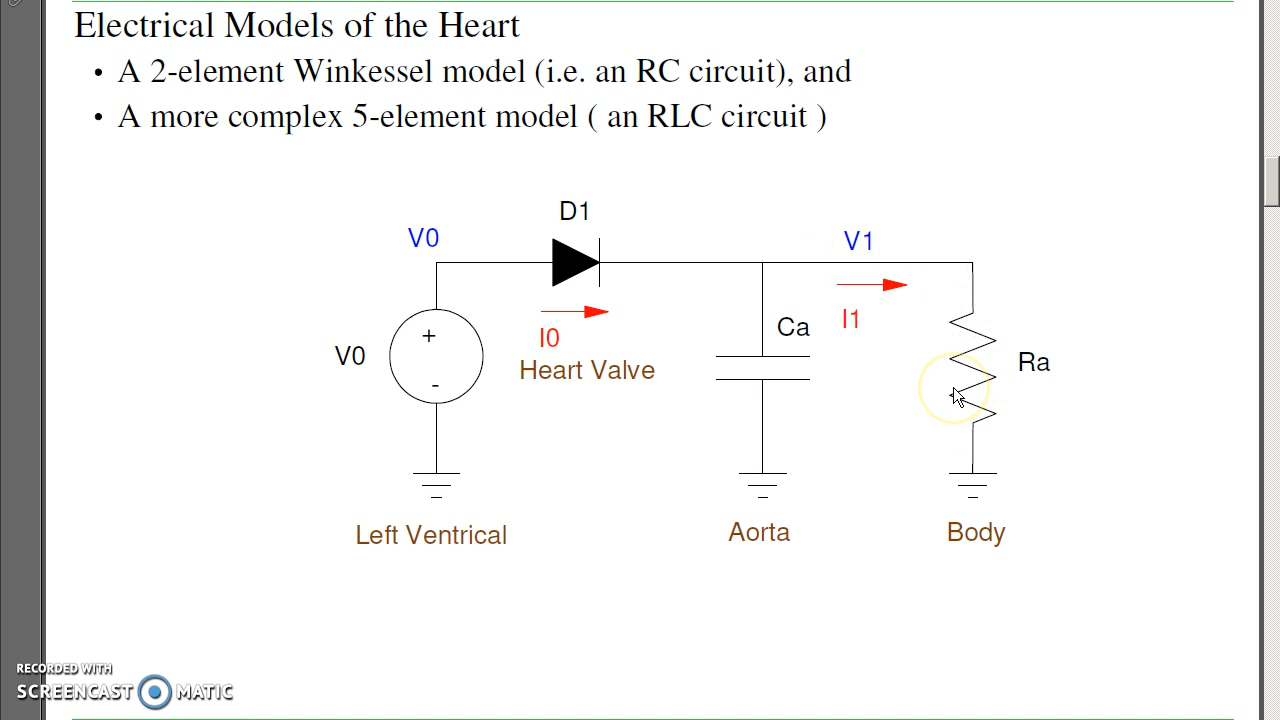 Electrical Models of the Heart
• A 2-element Winkessel model (i.e. an RC circuit), and
• A more complex 5-element model ( an RLC circuit )
D1
V0
V1
I0
I1
Ca
+
V0
-
Heart Valve
Ra
Left Ventrical
Aorta
Body
RECORDED WITH
SCREENCAST MATIC